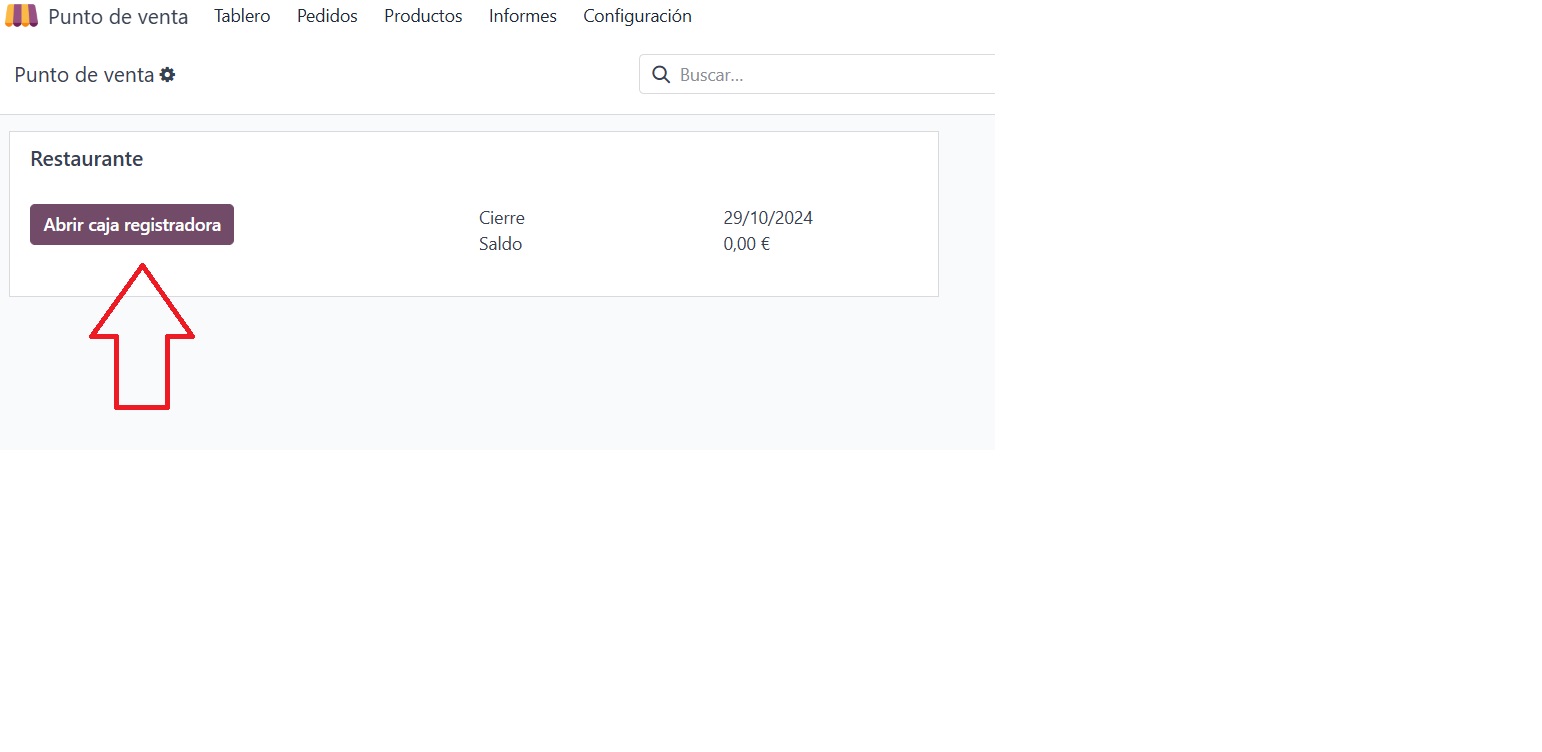 Punto de venta Tablero Pedidos Productos Informes Configuración
Punto de venta Buscar...
Restaurante
Abrir caja registradora
Cierre 29/10/2024
Saldo 0,00 €